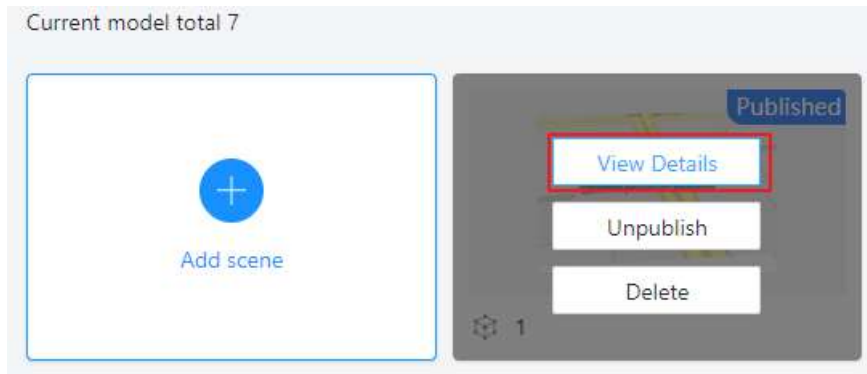 Current model total 7
Add scene
Published
View Details
Unpublish
Delete
1